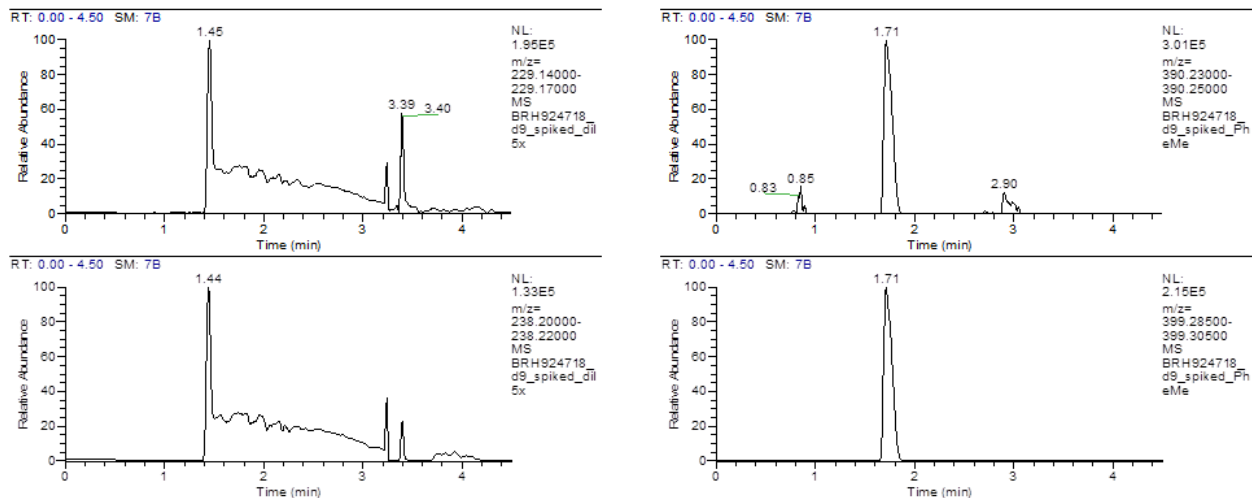 RT: 0.00 - 4.50 SM: 7B
1.45
NL:
1.95E5
m/z=
229.14000-
229.17000
MS
BRH924718_
d9_spiked_dil
5x
100
80
60
40
20
0
Relative Abundance
3.39
3.40
0 1 2 3 4
Time (min)
RT: 0.00 - 4.50 SM: 7B
1.71
NL:
3.01E5
m/z=
390.23000-
390.25000
MS
BRH924718_
d9_spiked_Ph
eMe
100
80
60
40
20
0
Relative Abundance
0.83
0.85
2.90
0 1 2 3 4
Time (min)
RT: 0.00 - 4.50 SM: 7B
1.44
NL:
1.33E5
m/z=
238.20000-
238.22000
MS
BRH924718_
d9_spiked_dil
5x
100
80
60
40
20
0
Relative Abundance
0 1 2 3 4
Time (min)
RT: 0.00 - 4.50 SM: 7B
1.71
NL:
2.15E5
m/z=
399.28500-
399.30500
MS
BRH924718_
d9_spiked_Ph
eMe
100
80
60
40
20
0
Relative Abundance
0 1 2 3 4
Time (min)